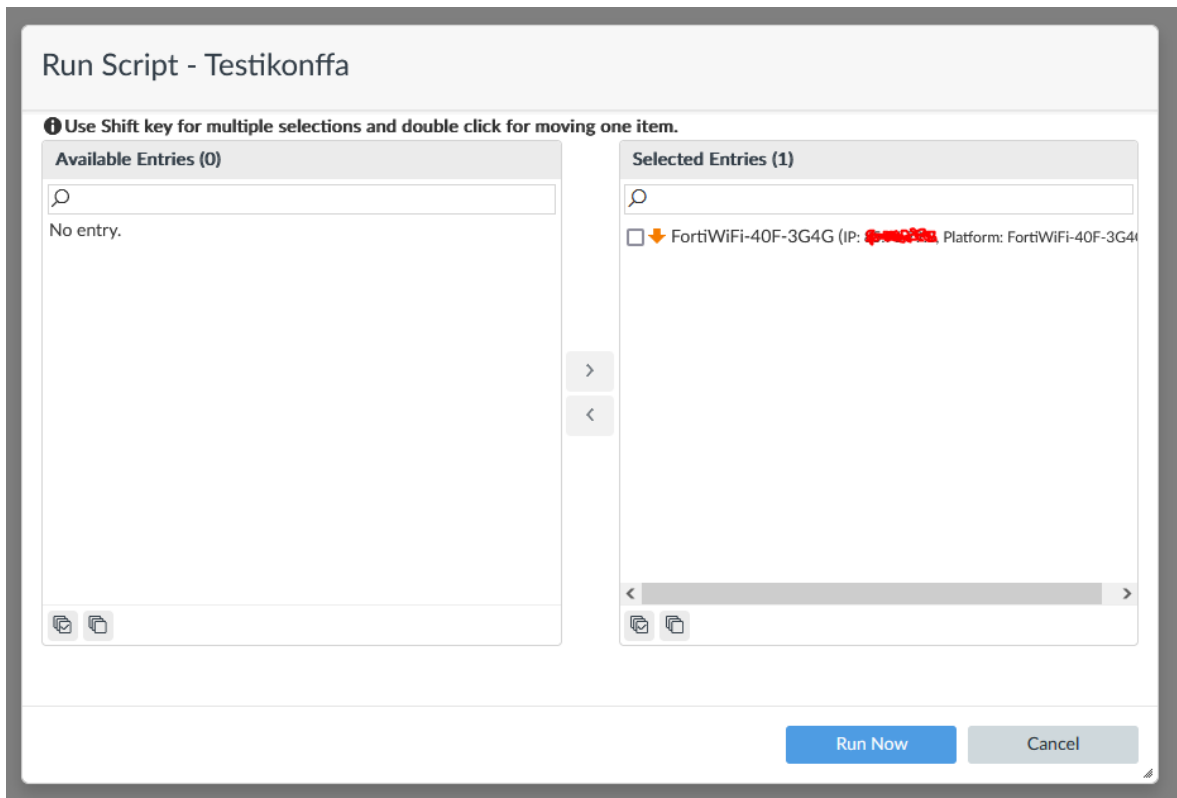 Run Script - Testikonffa
Use Shift key for multiple selections and double click for moving one item.
Available Entries (0)
No entry.
Selected Entries (1)
FortiWiFi-40F-3G4G (IP: , Platform: FortiWiFi-40F-3G4
Run Now
Cancel